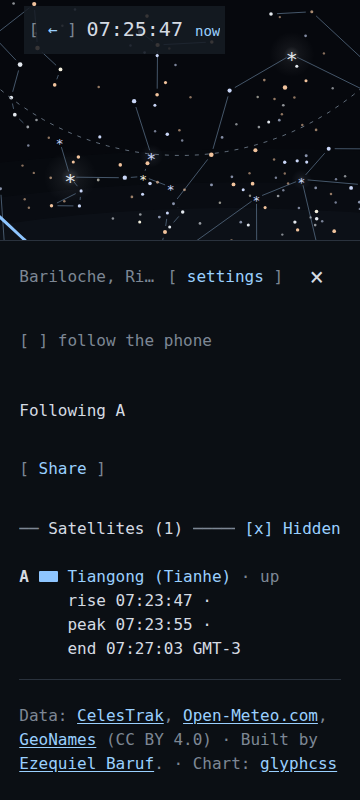 [ ← ] 07:25:47 now
Bariloche, Ri… [ settings ] ×
[ ] follow the phone
Following A
[ Share ]
Satellites (1) [x] Hidden
A Tiangong (Tianhe) · up
rise 07:23:47 ·
peak 07:23:55 ·
end 07:27:03 GMT-3
Data: CelesTrak, Open-Meteo.com,
GeoNames (CC BY 4.0) · Built by
Ezequiel Baruf. · Chart: glyphcss